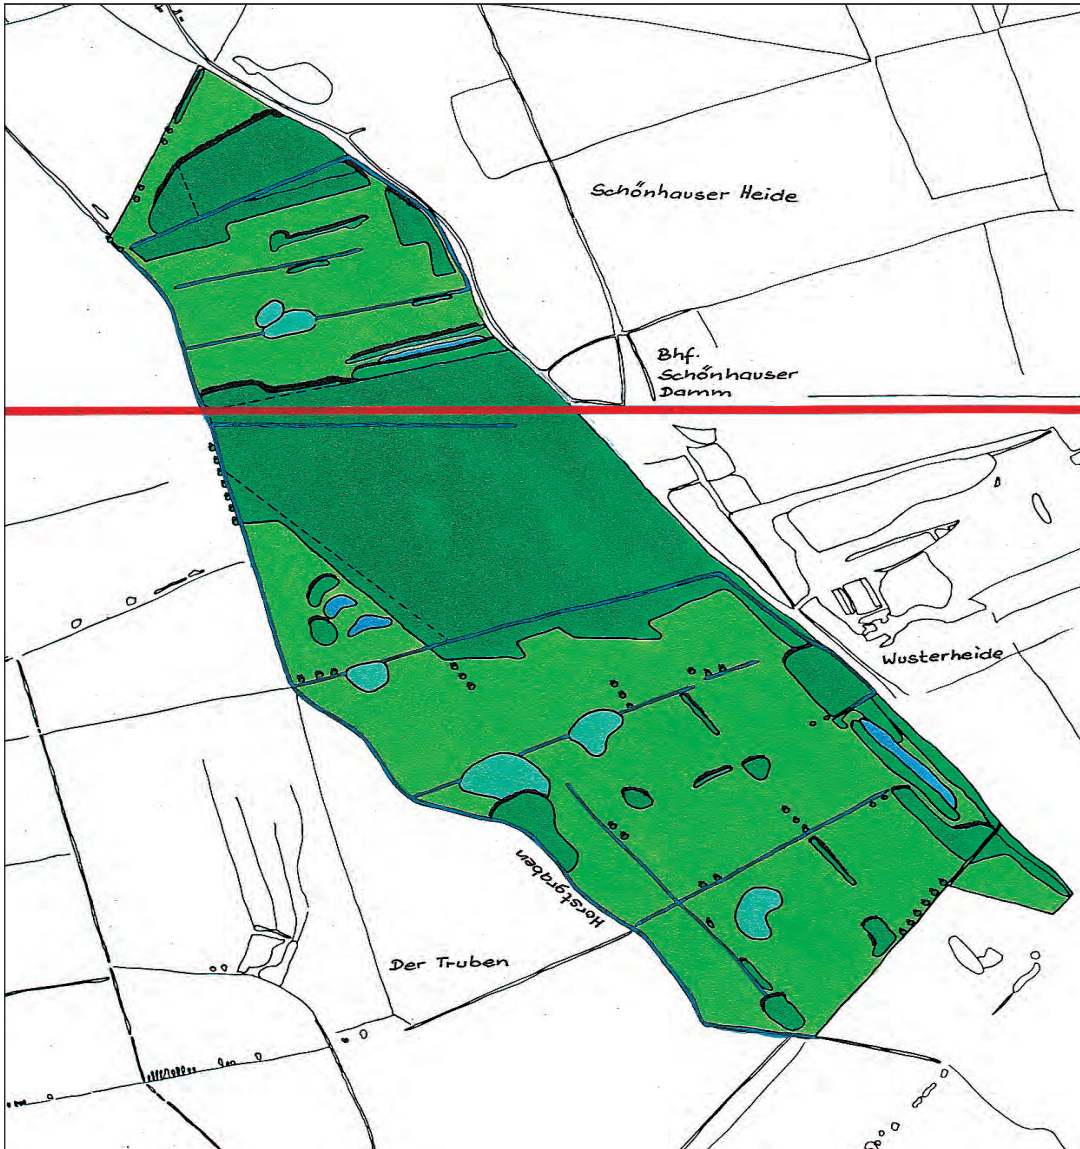 Schönhauser Heide
Bhf.
Schönhauser
Damm
Wusterheide
Horstgraben
Der Truben